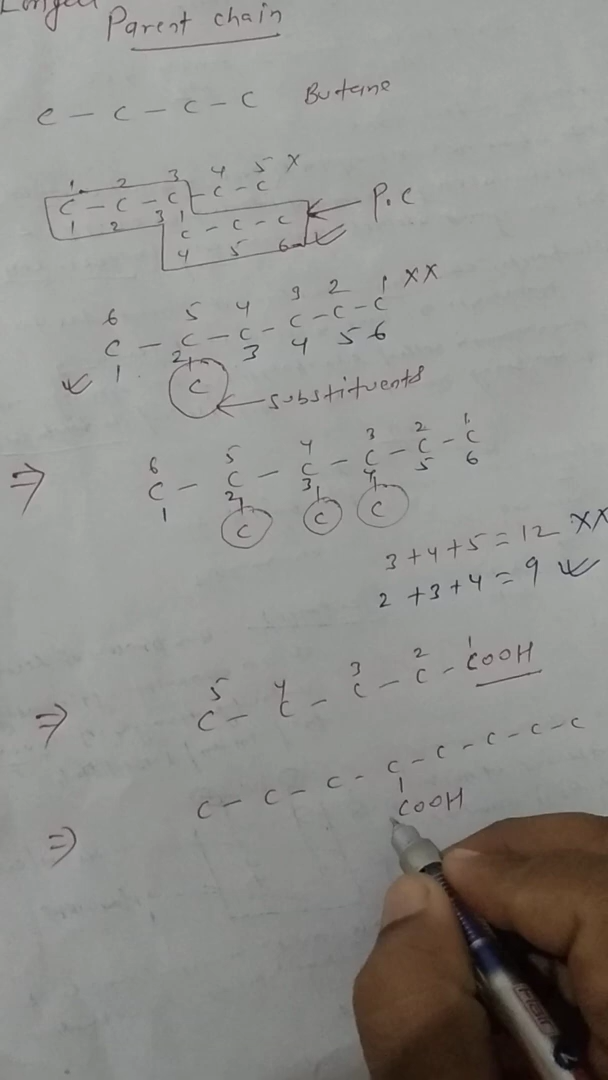 Longest
Parent chain
C - C - C - C Butane
1 2 3 4 5 X
C - C - C - C - C
1 2 3 C - C - C P.C
4 5 6
6 5 4 3 2 1 XX
C - C - C - C - C - C
1 2 3 4 5 6
C substituents
6 5 4 3 2 1
⇒ C - C - C - C - C - C
1 2 3 4 5 6
C C C
3+4+5=12 XX
2+3+4=9
5 4 3 2 1
⇒ C - C - C - C - COOH
⇒ C - C - C - C - C - C - C - C
COOH
Flair